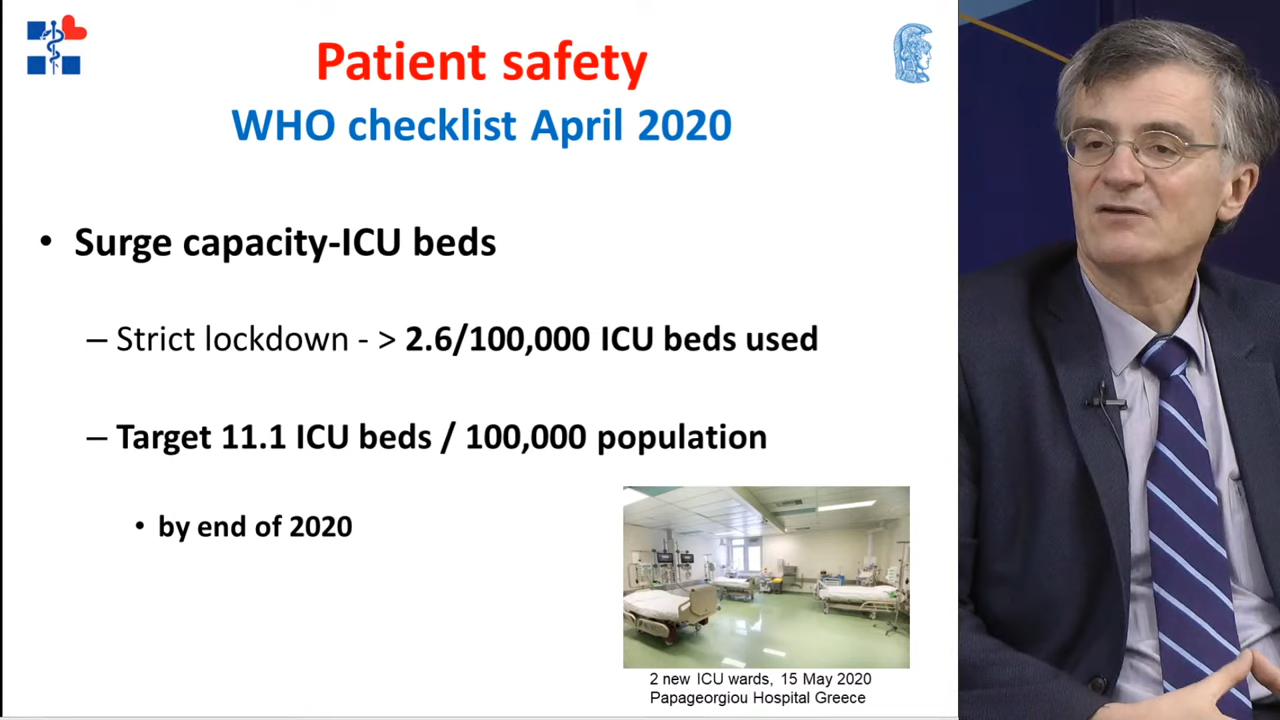 Patient safety
WHO checklist April 2020
• Surge capacity-ICU beds
– Strict lockdown - > 2.6/100,000 ICU beds used
– Target 11.1 ICU beds / 100,000 population
• by end of 2020
2 new ICU wards, 15 May 2020
Papageorgiou Hospital Greece